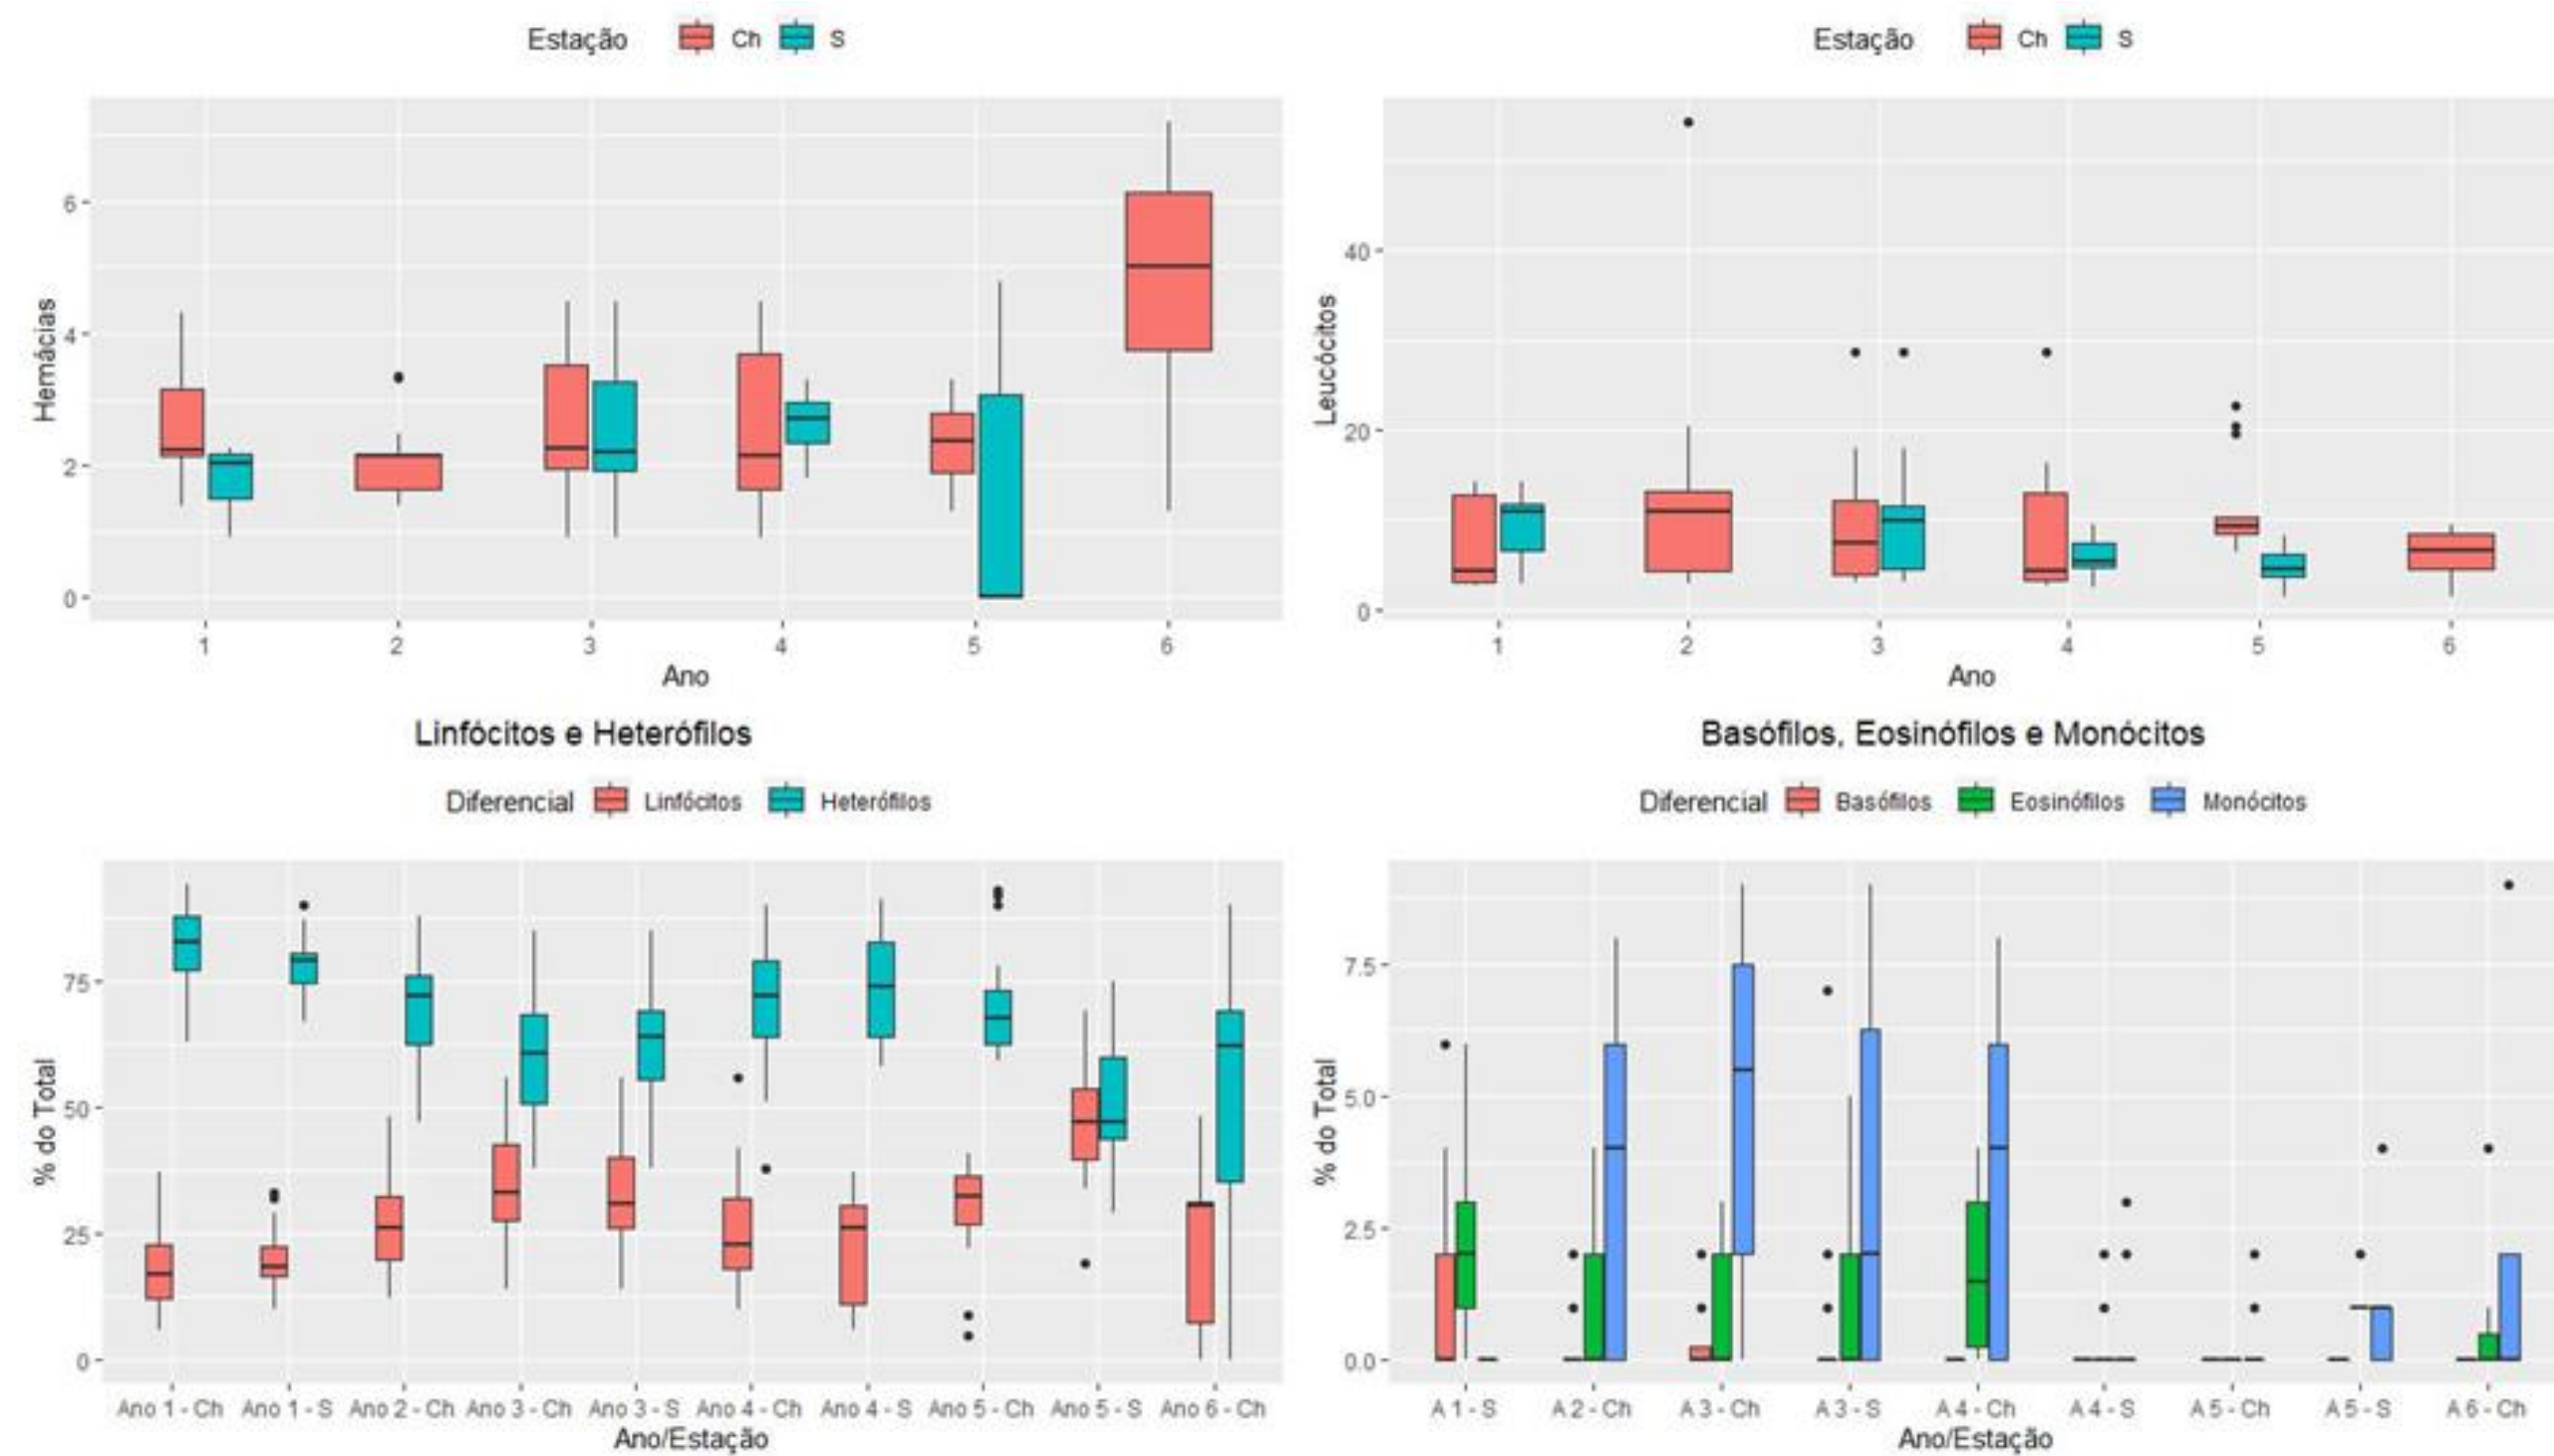 Estação Ch S
Hemácias
6
4
2
0
1 2 3 4 5 6
Ano
Estação Ch S
Leucócitos
40
20
0
1 2 3 4 5 6
Ano
Linfócitos e Heterófilos
Diferencial Linfócitos Heterófilos
% do Total
75
50
25
0
Ano 1 - Ch Ano 1 - S Ano 2 - Ch Ano 3 - Ch Ano 3 - S Ano 4 - Ch Ano 4 - S Ano 5 - Ch Ano 5 - S Ano 6 - Ch
Ano/Estação
Basófilos, Eosinófilos e Monócitos
Diferencial Basófilos Eosinófilos Monócitos
% do Total
7.5
5.0
2.5
0.0
A 1 - S A 2 - Ch A 3 - Ch A 3 - S A 4 - Ch A 4 - S A 5 - Ch A 5 - S A 6 - Ch
Ano/Estação